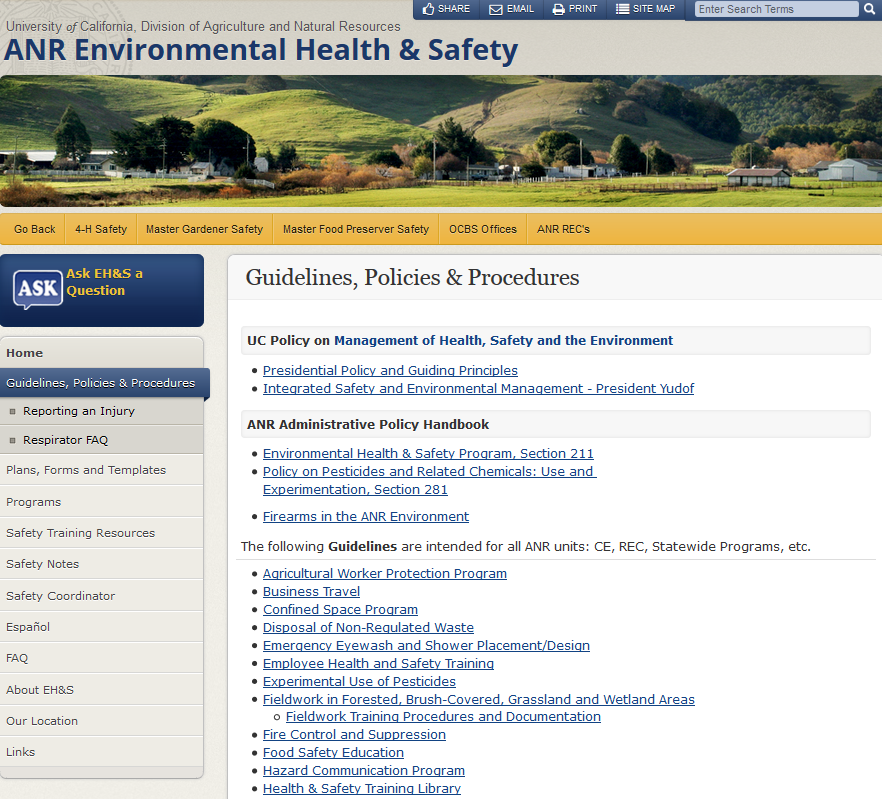 SHARE EMAIL PRINT SITE MAP Enter Search Terms
University of California, Division of Agriculture and Natural Resources
ANR Environmental Health & Safety
Go Back 4-H Safety Master Gardener Safety Master Food Preserver Safety OCBS Offices ANR REC's
ASK
Ask EH&S a
Question
Home
Guidelines, Policies & Procedures
Reporting an Injury
Respirator FAQ
Plans, Forms and Templates
Programs
Safety Training Resources
Safety Notes
Safety Coordinator
Español
FAQ
About EH&S
Our Location
Links
Guidelines, Policies & Procedures
UC Policy on Management of Health, Safety and the Environment
Presidential Policy and Guiding Principles
Integrated Safety and Environmental Management - President Yudof
ANR Administrative Policy Handbook
Environmental Health & Safety Program, Section 211
Policy on Pesticides and Related Chemicals: Use and
Experimentation, Section 281
Firearms in the ANR Environment
The following Guidelines are intended for all ANR units: CE, REC, Statewide Programs, etc.
Agricultural Worker Protection Program
Business Travel
Confined Space Program
Disposal of Non-Regulated Waste
Emergency Eyewash and Shower Placement/Design
Employee Health and Safety Training
Experimental Use of Pesticides
Fieldwork in Forested, Brush-Covered, Grassland and Wetland Areas
Fieldwork Training Procedures and Documentation
Fire Control and Suppression
Food Safety Education
Hazard Communication Program
Health & Safety Training Library